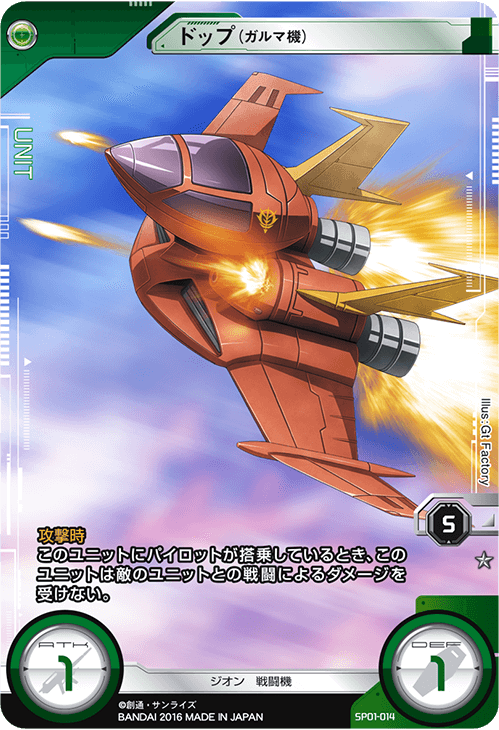 ドップ(ガルマ機)
UNIT
Illus:Gt Factory
S
攻撃時
このユニットにパイロットが搭乗しているとき、この
ユニットは敵のユニットとの戦闘によるダメージを
受けない。
ATK
1
DEF
1
ジオン 戦闘機
©創通・サンライズ
BANDAI 2016 MADE IN JAPAN
SP01-014